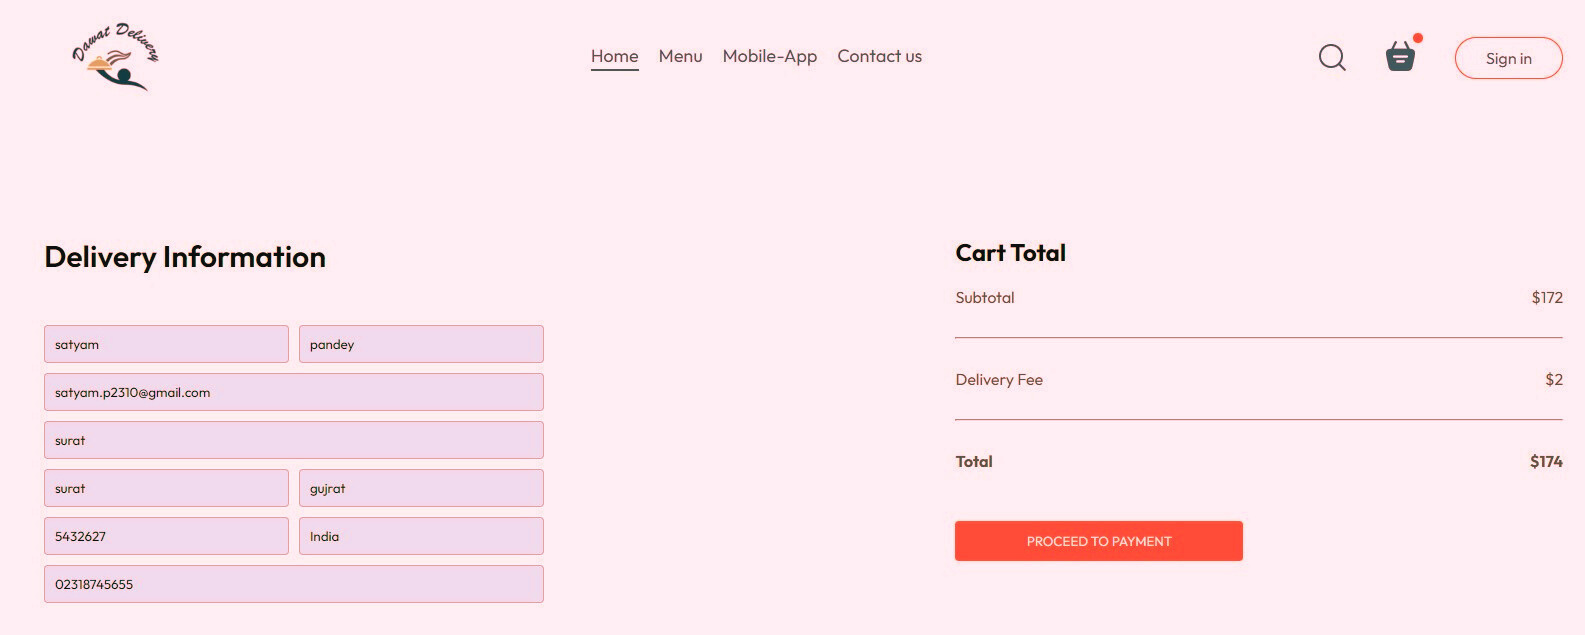 Dawat Delivery
Home Menu Mobile-App Contact us
Sign in
Delivery Information
satyam pandey
satyam.p2310@gmail.com
surat
surat gujrat
5432627 India
02318745655
Cart Total
Subtotal $172
Delivery Fee $2
Total $174
PROCEED TO PAYMENT